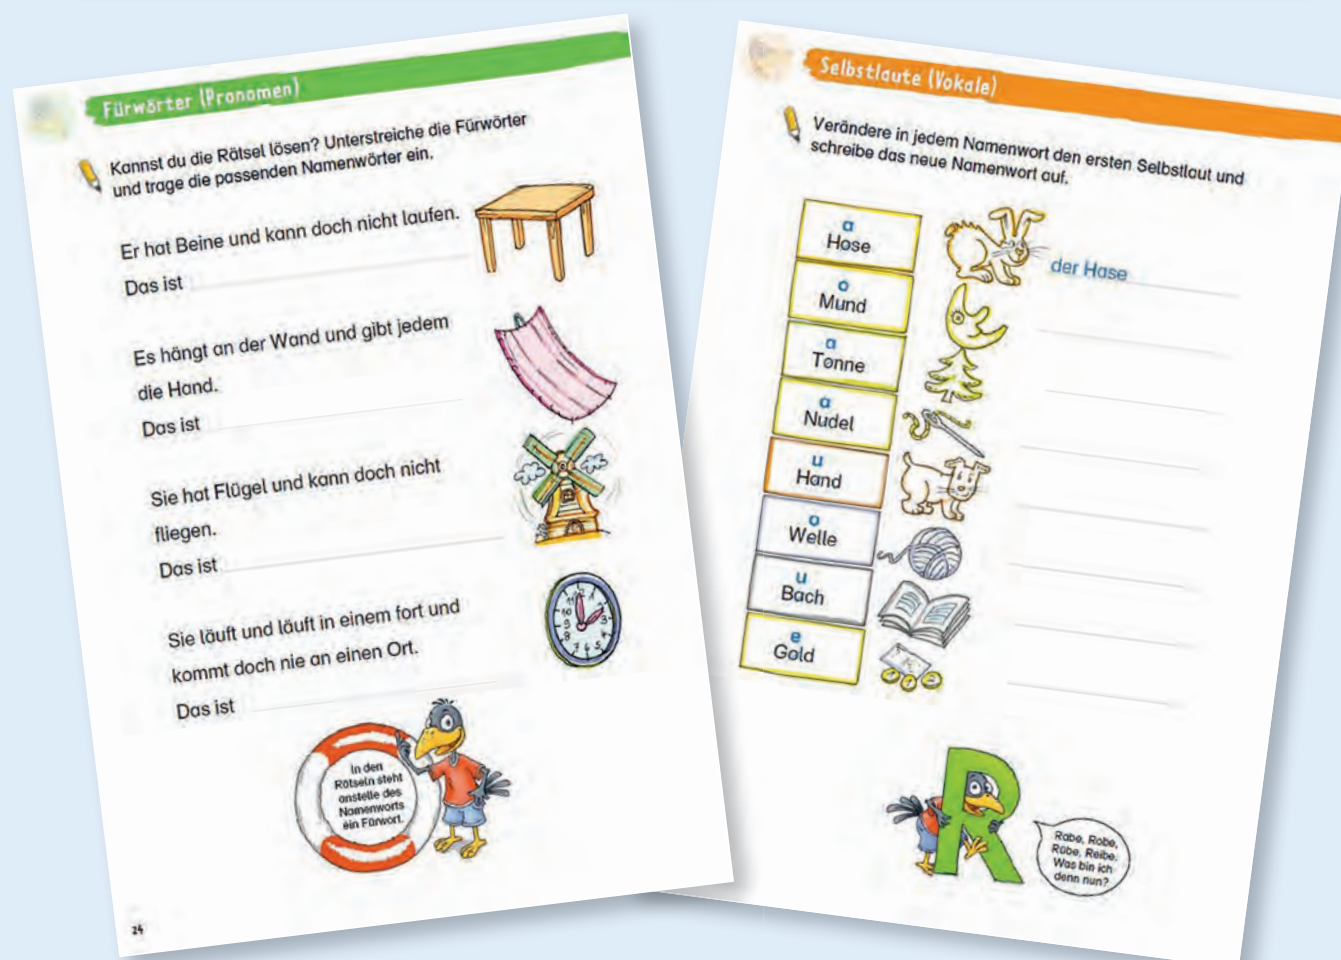 Fürwörter (Pronomen)
Kannst du die Rätsel lösen? Unterstreiche die Fürwörter
und trage die passenden Namenwörter ein.
Er hat Beine und kann doch nicht laufen.
Das ist
Es hängt an der Wand und gibt jedem
die Hand.
Das ist
Sie hat Flügel und kann doch nicht
fliegen.
Das ist
Sie läuft und läuft in einem fort und
kommt doch nie an einen Ort.
Das ist
In den
Rätseln steht
anstelle des
Namenworts
ein Fürwort.
24
Selbstlaute (Vokale)
Verändere in jedem Namenwort den ersten Selbstlaut und
schreibe das neue Namenwort auf.
a
Hose
der Hase
o
Mund
a
Tonne
a
Nudel
u
Hand
o
Welle
u
Bach
e
Gold
R
Rabe, Robe,
Rübe, Reibe.
Was bin ich
denn nun?